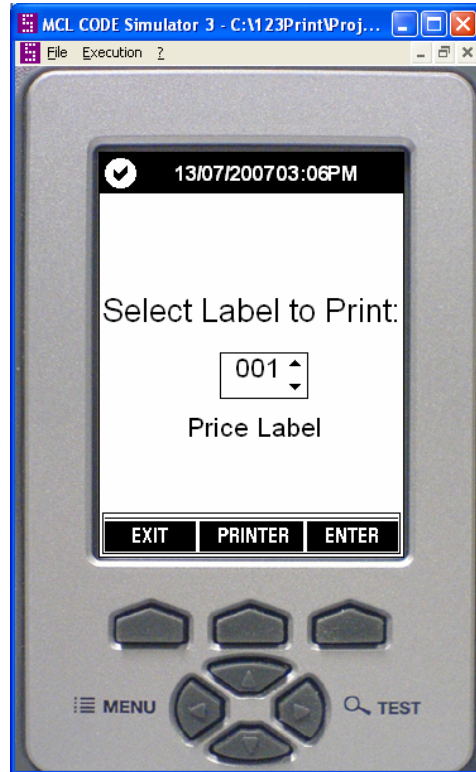 MCL CODE Simulator 3 - C:\123Print\Proj...
File Execution ?
13/07/200703:06PM
Select Label to Print:
001
Price Label
EXIT PRINTER ENTER
MENU TEST